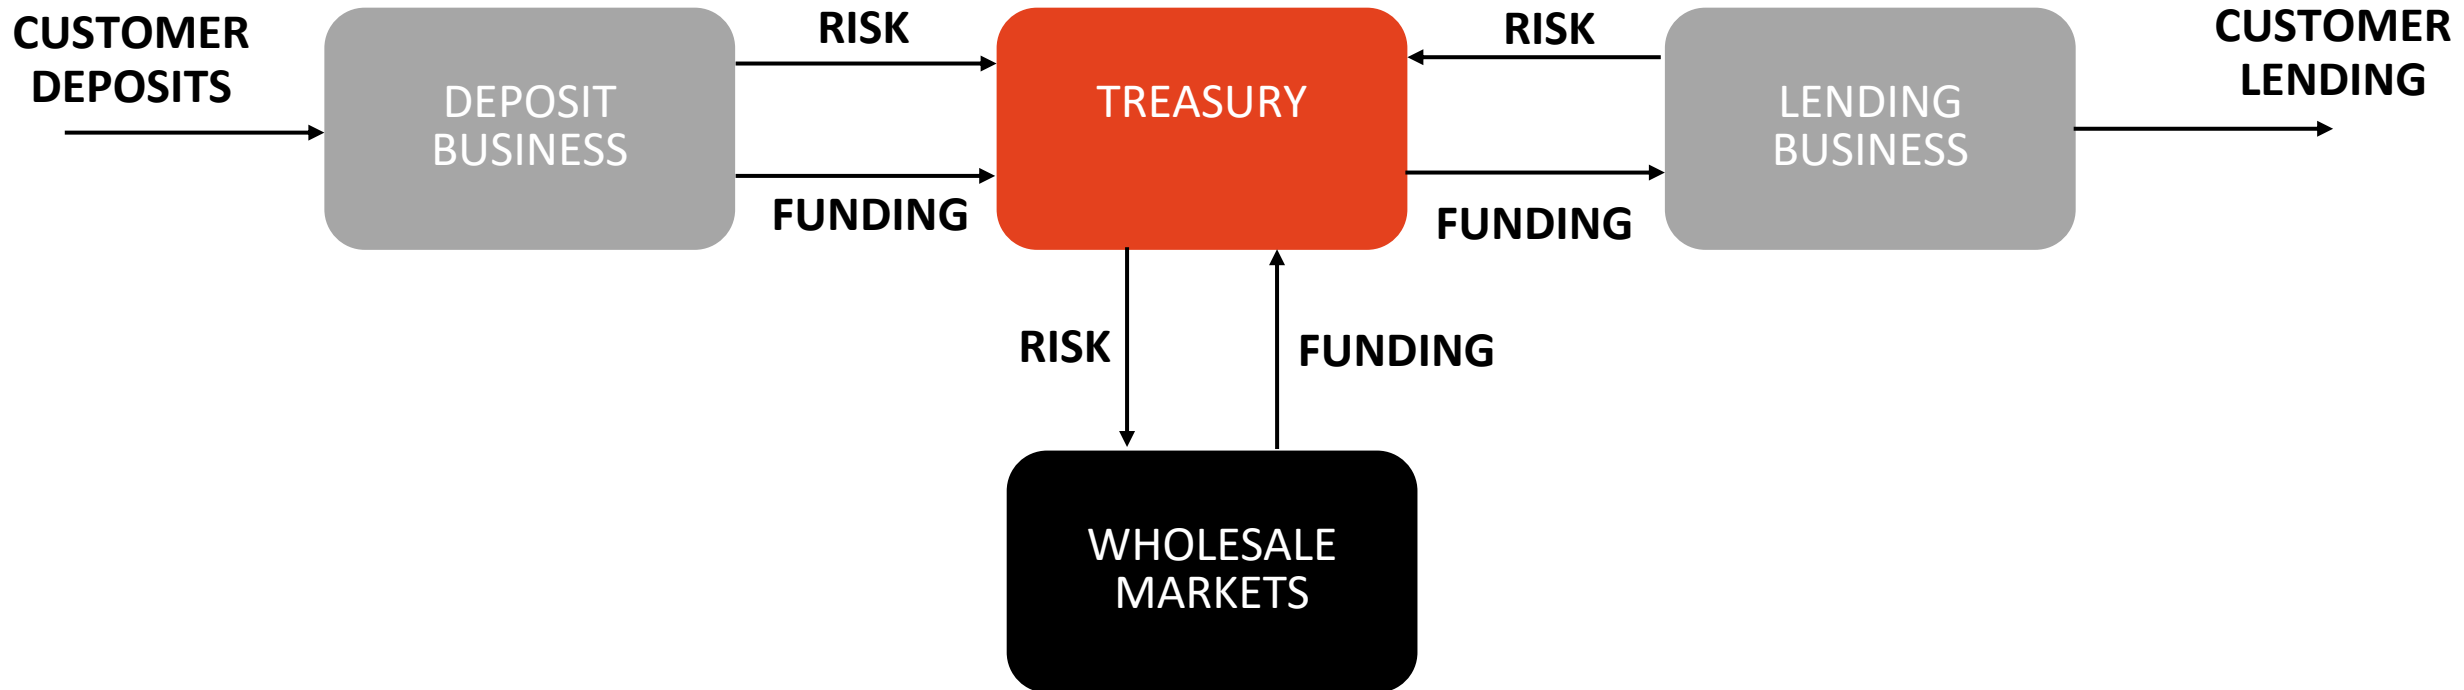 CUSTOMER
DEPOSITS
DEPOSIT
BUSINESS
RISK
FUNDING
TREASURY
RISK
FUNDING
LENDING
BUSINESS
CUSTOMER
LENDING
RISK
FUNDING
WHOLESALE
MARKETS